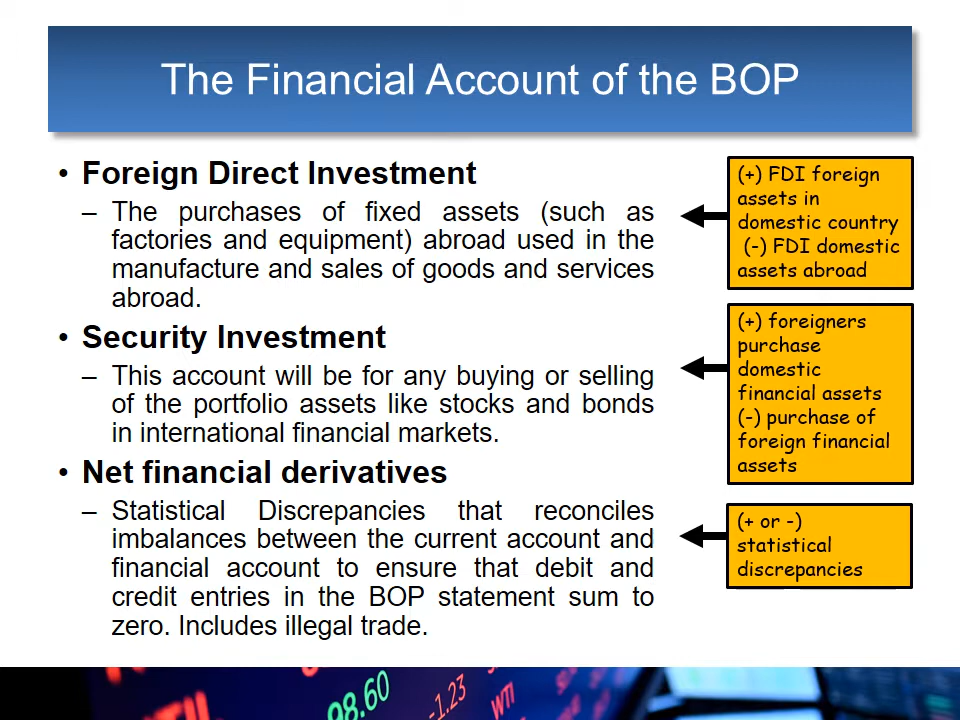 The Financial Account of the BOP
• Foreign Direct Investment
– The purchases of fixed assets (such as
factories and equipment) abroad used in the
manufacture and sales of goods and services
abroad.
(+) FDI foreign
assets in
domestic country
(-) FDI domestic
assets abroad
• Security Investment
– This account will be for any buying or selling
of the portfolio assets like stocks and bonds
in international financial markets.
(+) foreigners
purchase
domestic
financial assets
(-) purchase of
foreign financial
assets
• Net financial derivatives
– Statistical Discrepancies that reconciles
imbalances between the current account and
financial account to ensure that debit and
credit entries in the BOP statement sum to
zero. Includes illegal trade.
(+ or -)
statistical
discrepancies
98.60
-1.23
WTI